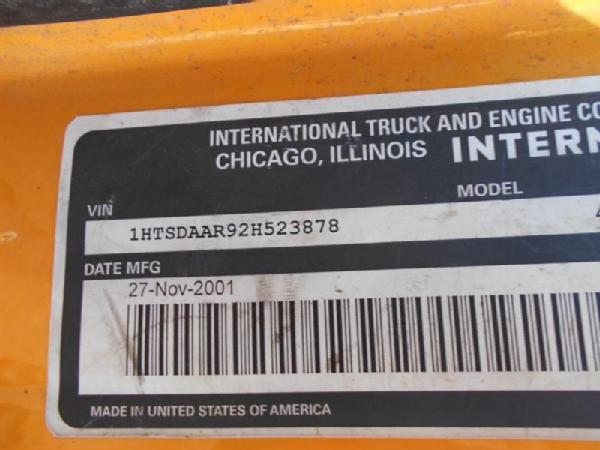 INTERNATIONAL TRUCK AND ENGINE CO
CHICAGO, ILLINOIS INTERN
VIN MODEL
1HTSDAAR92H523878
DATE MFG
27-Nov-2001
MADE IN UNITED STATES OF AMERICA